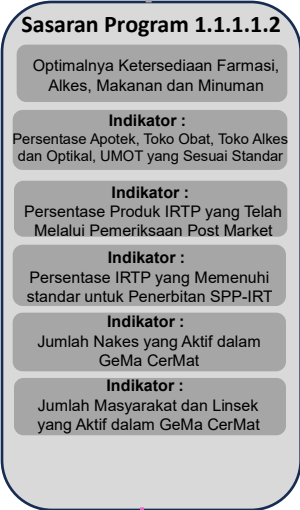 Sasaran Program 1.1.1.1.2
Optimalnya Ketersediaan Farmasi,
Alkes, Makanan dan Minuman
Indikator :
Persentase Apotek, Toko Obat, Toko Alkes
dan Optikal, UMOT yang Sesuai Standar
Indikator :
Persentase Produk IRTP yang Telah
Melalui Pemeriksaan Post Market
Indikator :
Persentase IRTP yang Memenuhi
standar untuk Penerbitan SPP-IRT
Indikator :
Jumlah Nakes yang Aktif dalam
GeMa CerMat
Indikator :
Jumlah Masyarakat dan Linsek
yang Aktif dalam GeMa CerMat